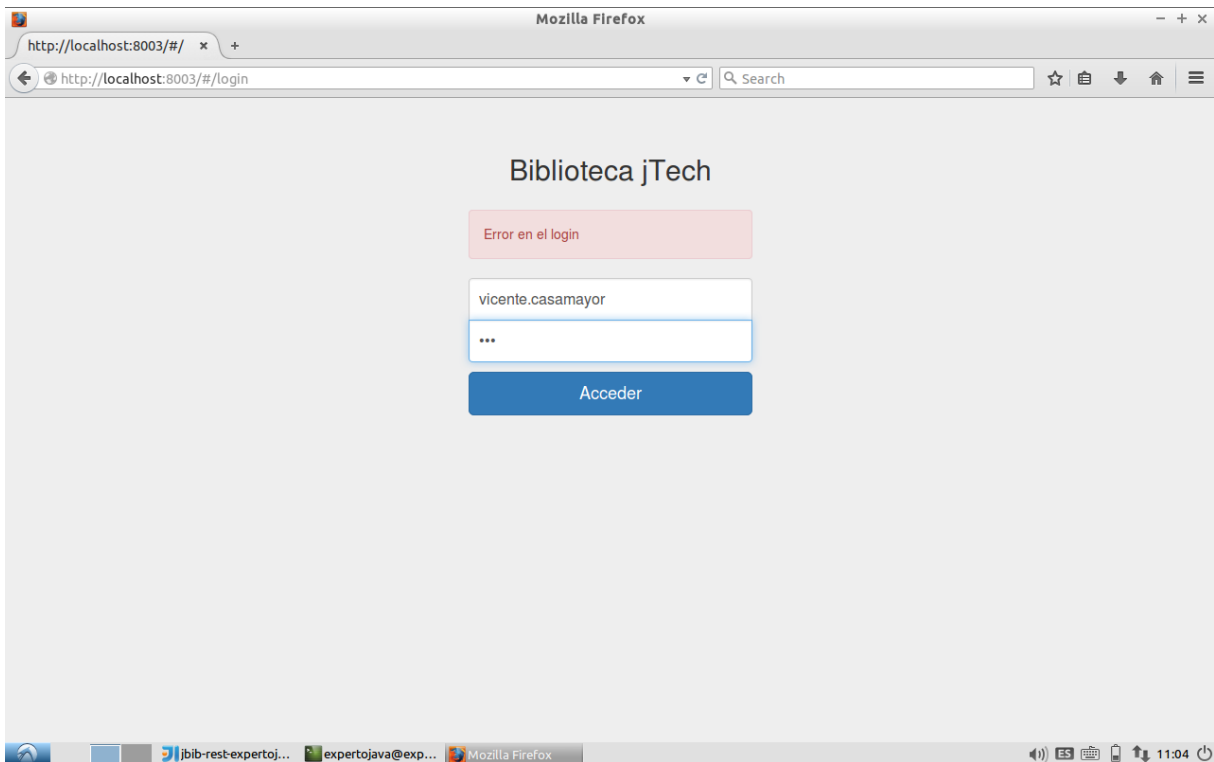 Mozilla Firefox
http://localhost:8003/#/ × +
http://localhost:8003/#/login
Search
Biblioteca jTech
Error en el login
vicente.casamayor
•••
Acceder
jbib-rest-expertoj... expertojava@exp... Mozilla Firefox ES 11:04